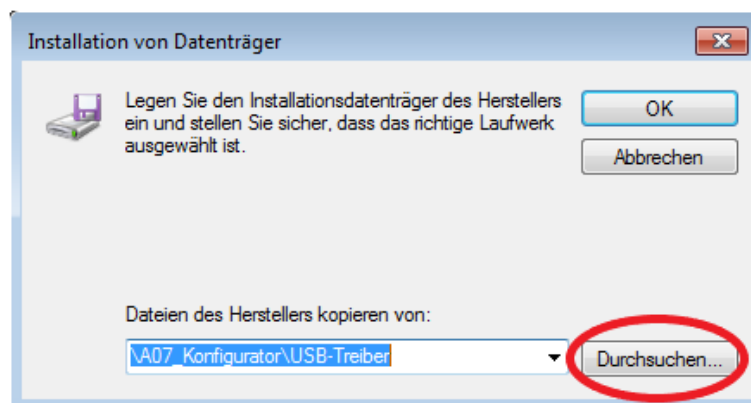 Installation von Datenträger
Legen Sie den Installationsdatenträger des Herstellers
ein und stellen Sie sicher, dass das richtige Laufwerk
ausgewählt ist.
OK
Abbrechen
Dateien des Herstellers kopieren von:
\A07_Konfigurator\USB-Treiber
Durchsuchen...